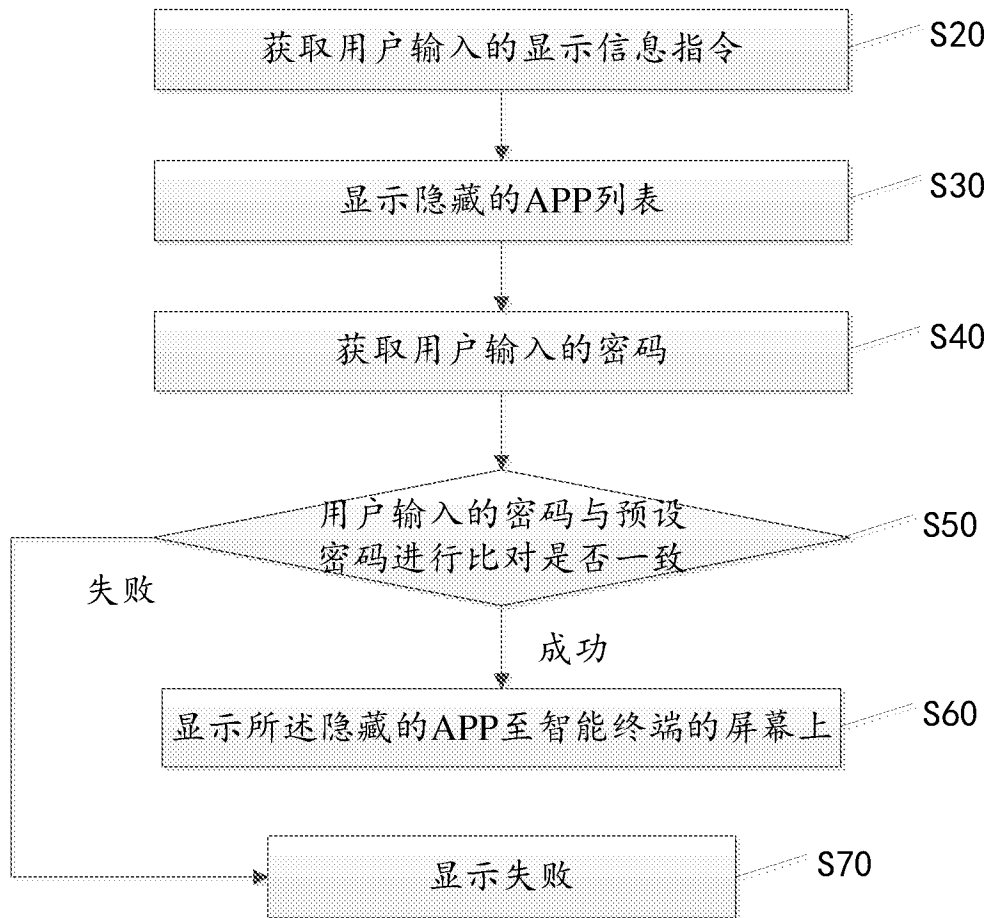 获取用户输入的显示信息指令
S20
显示隐藏的APP列表
S30
获取用户输入的密码
S40
用户输入的密码与预设
密码进行比对是否一致
S50
失败
成功
显示所述隐藏的APP至智能终端的屏幕上
S60
显示失败
S70